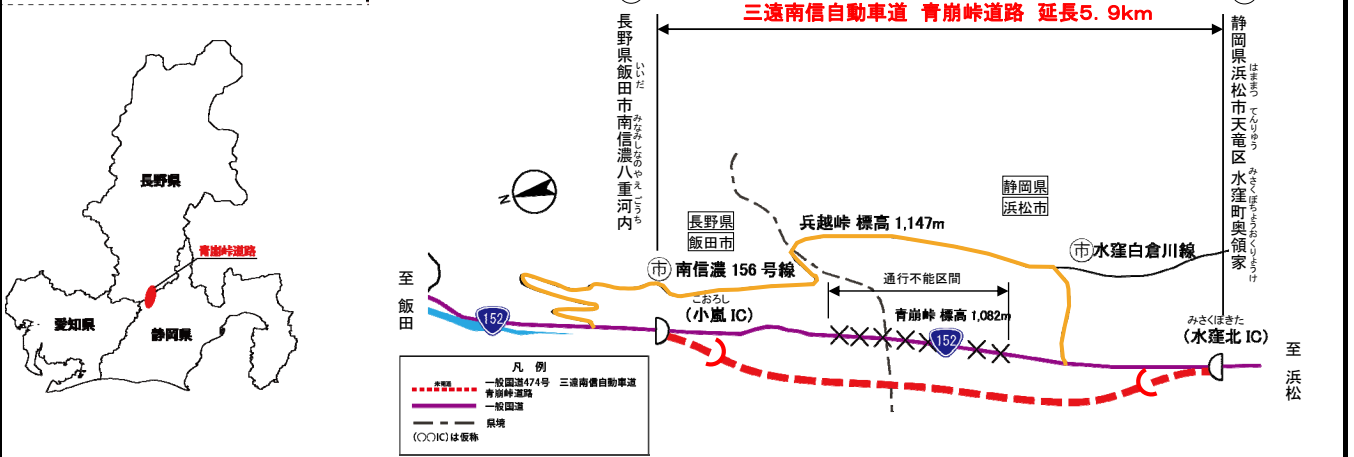 三遠南信自動車道 青崩峠道路 延長5.9km
長野県飯田市南信濃八重河内
いいだ
みなみしなのやえごうち
静岡県浜松市天竜区水窪町奥領家
はままつ てんりゅう
みさくぼちょうおくりょうけ
長野県
青崩峠道路
愛知県
静岡県
N
長野県
飯田市
静岡県
浜松市
兵越峠 標高 1,147m
市 南信濃 156 号線
市 水窪白倉川線
通行不能区間
至 飯田
152
こおろし
(小嵐 IC)
青崩峠 標高 1,082m
152
みさくぼきた
(水窪北 IC)
至 浜松
凡 例
未開通
一般国道474号 三遠南信自動車道
青崩峠道路
一般国道
県境
(○○IC)は仮称